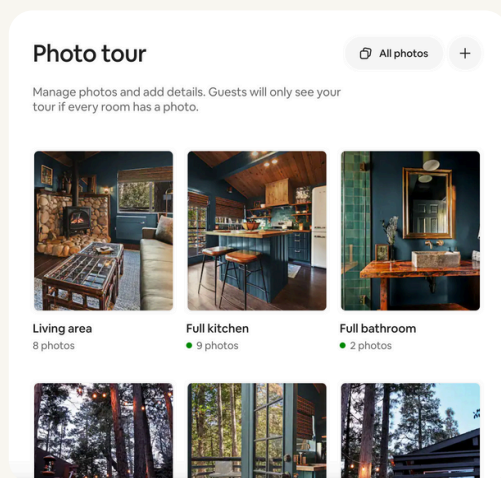 Photo tour
All photos
Manage photos and add details. Guests will only see your
tour if every room has a photo.
Living area
8 photos
Full kitchen
9 photos
Full bathroom
2 photos